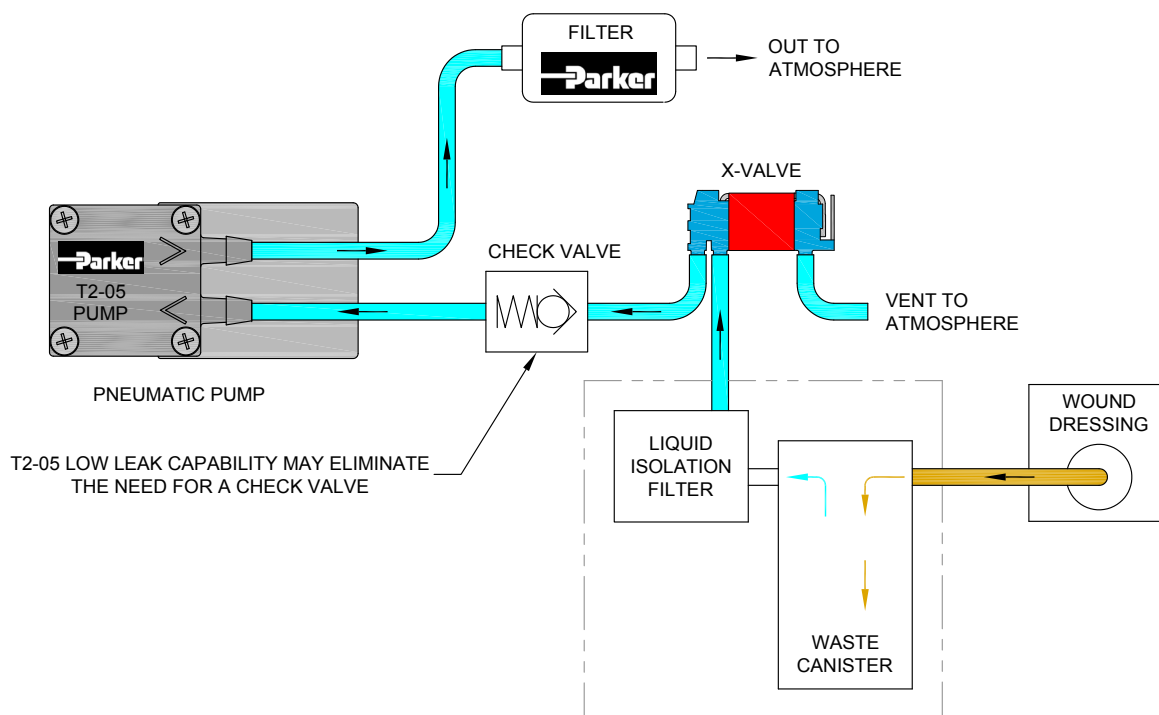 FILTER
Parker
OUT TO
ATMOSPHERE
X-VALVE
Parker
T2-05
PUMP
CHECK VALVE
VENT TO
ATMOSPHERE
PNEUMATIC PUMP
WOUND
DRESSING
T2-05 LOW LEAK CAPABILITY MAY ELIMINATE
THE NEED FOR A CHECK VALVE
LIQUID
ISOLATION
FILTER
WASTE
CANISTER